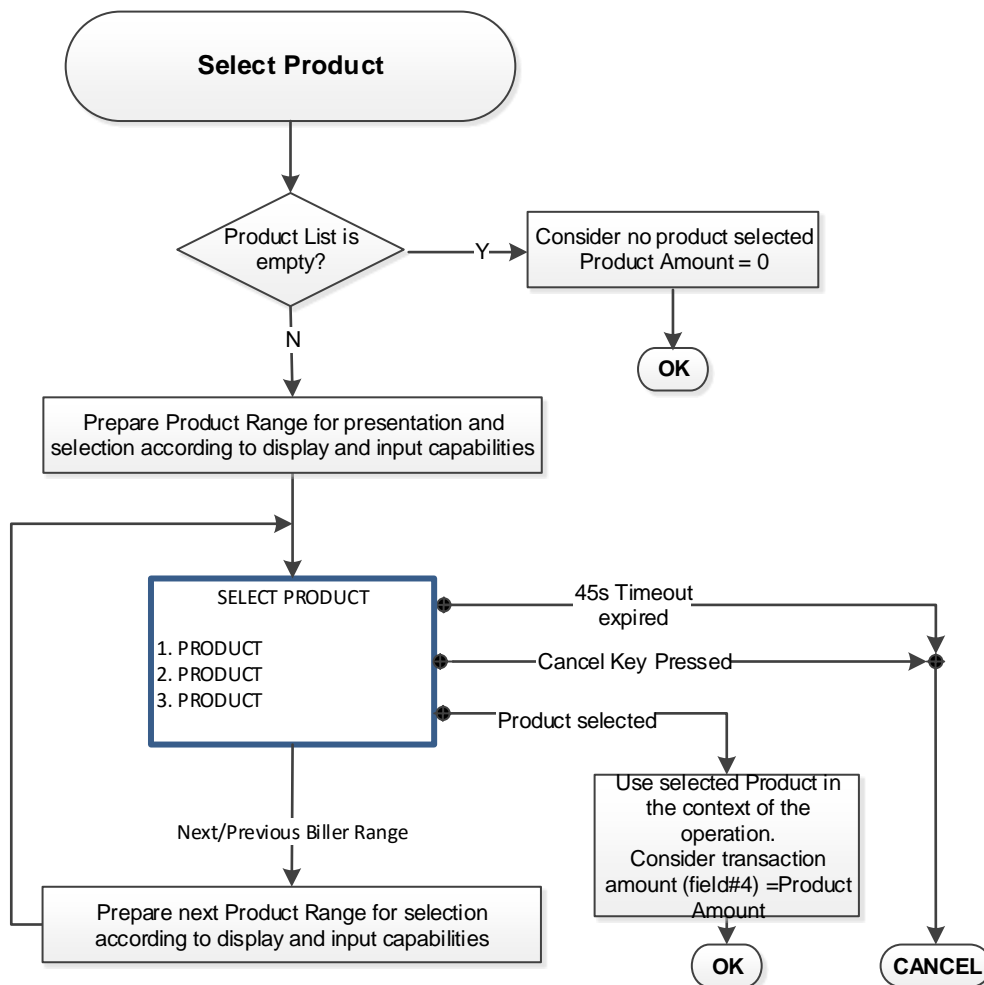 Select Product
Product List is
empty?
Y
Consider no product selected
Product Amount = 0
OK
N
Prepare Product Range for presentation and
selection according to display and input capabilities
SELECT PRODUCT
1. PRODUCT
2. PRODUCT
3. PRODUCT
45s Timeout
expired
Cancel Key Pressed
Product selected
Use selected Product in
the context of the
operation.
Consider transaction
amount (field#4) =Product
Amount
Next/Previous Biller Range
Prepare next Product Range for selection
according to display and input capabilities
OK
CANCEL